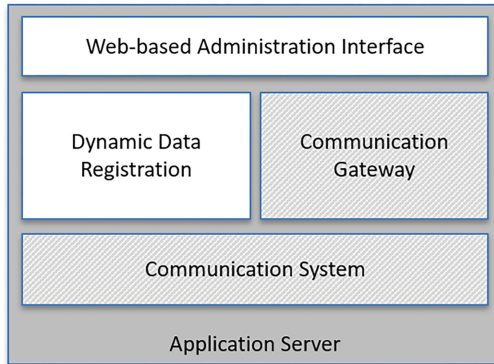 Web-based Administration Interface
Dynamic Data
Registration
Communication
Gateway
Communication System
Application Server